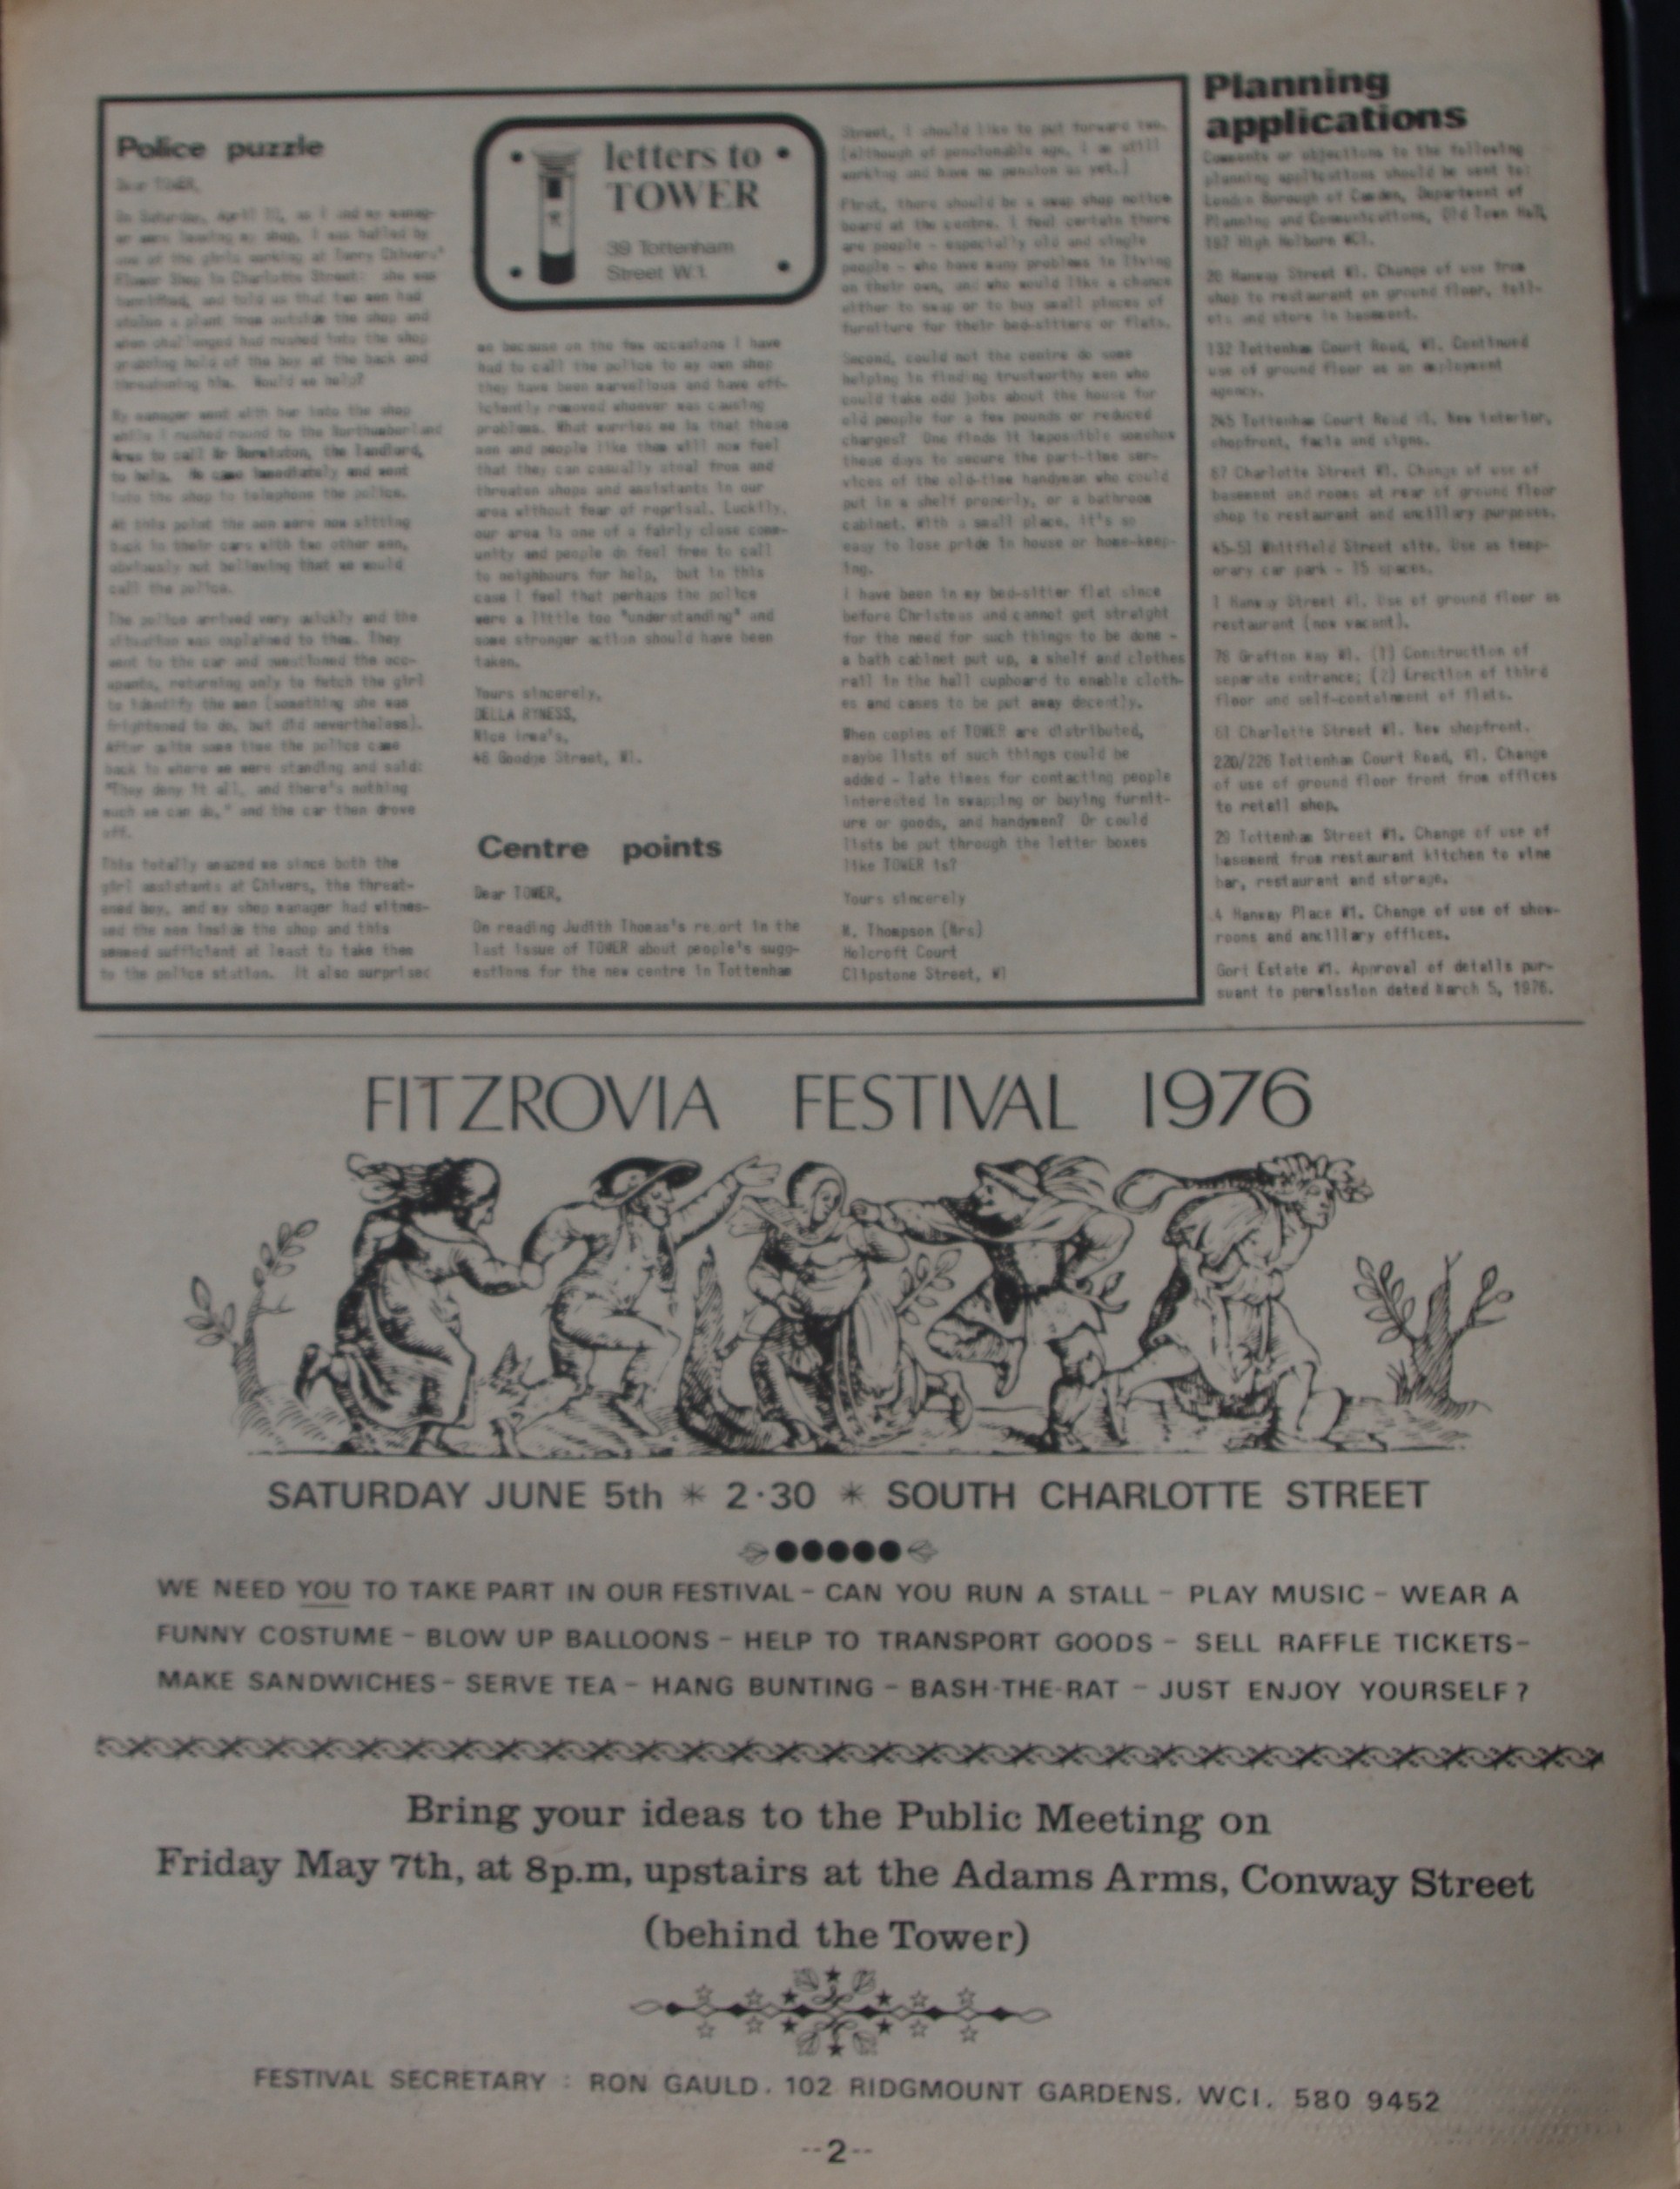 Police puzzle
Dear TOWER,
On Saturday, April 10, as I and my manag-
er were leaving my shop, I was hailed by
one of the girls working at Terry Chivers'
Flower Shop in Charlotte Street: she was
terrified, and told us that two men had
stolen a plant from outside the shop and
when challenged had rushed into the shop
grabbing hold of the boy at the back and
threatening him. Would we help?
My manager went with her into the shop
while I rushed round to the Northumberland
Arms to call Mr the landlord,
to help. He came immediately and went
into the shop to telephone the police.
At this point the men were now sitting
back in their cars with two other men,
obviously not believing that we would
call the police.
The police arrived very quickly and the
situation was explained to them. They
went to the car and questioned the occ-
upants, returning only to fetch the girl
to identify the men (something she was
frightened to do, but did nevertheless).
After quite some time the police came
back to where we were standing and said:
"They deny it all, and there's nothing
much we can do," and the car then drove
off.
This totally amazed me since both the
girl assistants at Chivers, the threat-
ened boy, and my shop manager had witnes-
sed the men inside the shop and this
seemed sufficient at least to take them
to the police station. It also surprised
letters to
TOWER
39 Tottenham
Street W.1.
me because on the few occasions I have
had to call the police to my own shop
they have been marvellous and have eff-
iciently removed whoever was causing
problems. What worries me is that these
men and people like them will now feel
that they can casually steal from and
threaten shops and assistants in our
area without fear of reprisal. Luckily,
our area is one of a fairly close comm-
unity and people do feel free to call
to neighbours for help, but in this
case I feel that perhaps the police
were a little too "understanding" and
some stronger action should have been
taken.
Yours sincerely,
DELLA RYNESS,
Nice Irma's,
46 Goodge Street, W1.
Centre points
Dear TOWER,
On reading Judith Thomas's report in the
last issue of TOWER about people's sugg-
estions for the new centre in Tottenham
Street, I should like to put forward two.
(Although of pensionable age, I am still
working and have no pension as yet.)
First, there should be a swap shop notice
board at the centre. I feel certain there
are people - especially old and single
people - who have many problems in living
on their own, and who would like a chance
either to swap or to buy small pieces of
furniture for their bed-sitters or flats.
Second, could not the centre do some
helping in finding trustworthy men who
could take odd jobs about the house for
old people for a few pounds or reduced
charges? One finds it impossible somehow
these days to secure the part-time ser-
vices of the old-time handyman who could
put in a shelf properly, or a bathroom
cabinet. With a small place, it's so
easy to lose pride in house or home-keep-
ing.
I have been in my bed-sitter flat since
before Christmas and cannot get straight
for the need for such things to be done -
a bath cabinet put up, a shelf and clothes
rail in the hall cupboard to enable cloth-
es and cases to be put away decently.
When copies of TOWER are distributed,
maybe lists of such things could be
added - late times for contacting people
interested in swapping or buying furnit-
ure or goods, and handymen? Or could
lists be put through the letter boxes
like TOWER is?
Yours sincerely
M. Thompson (Mrs)
Holcroft Court
Clipstone Street, W1
Planning
applications
Comments or objections to the following
planning applications should be sent to:
London Borough of Camden, Department of
Planning and Communications, Old Town Hall,
197 High Holborn WC1.
20 Hanway Street W1. Change of use from
shop to restaurant on ground floor, toil-
ets and store in basement.
132 Tottenham Court Road, W1. Continued
use of ground floor as an employment
agency.
245 Tottenham Court Road W1. New interior,
shopfront, facia and signs.
67 Charlotte Street W1. Change of use of
basement and rooms at rear of ground floor
shop to restaurant and ancillary purposes.
45-51 Whitfield Street site. Use as temp-
orary car park - 15 spaces.
1 Hanway Street W1. Use of ground floor as
restaurant (now vacant).
78 Grafton Way W1. (1) Construction of
separate entrance; (2) Erection of third
floor and self-containment of flats.
61 Charlotte Street W1. New shopfront.
220/226 Tottenham Court Road, W1. Change
of use of ground floor front from offices
to retail shop.
29 Tottenham Street W1. Change of use of
basement from restaurant kitchen to wine
bar, restaurant and storage.
4 Hanway Place W1. Change of use of show-
rooms and ancillary offices.
Gort Estate W1. Approval of details pur-
suant to permission dated March 5, 1976.
FITZROVIA FESTIVAL 1976
SATURDAY JUNE 5th * 2·30 * SOUTH CHARLOTTE STREET
WE NEED YOU TO TAKE PART IN OUR FESTIVAL - CAN YOU RUN A STALL - PLAY MUSIC - WEAR A
FUNNY COSTUME - BLOW UP BALLOONS - HELP TO TRANSPORT GOODS - SELL RAFFLE TICKETS-
MAKE SANDWICHES - SERVE TEA - HANG BUNTING - BASH-THE-RAT - JUST ENJOY YOURSELF?
Bring your ideas to the Public Meeting on
Friday May 7th, at 8p.m, upstairs at the Adams Arms, Conway Street
(behind the Tower)
FESTIVAL SECRETARY : RON GAULD. 102 RIDGMOUNT GARDENS. WC1. 580 9452
--2--